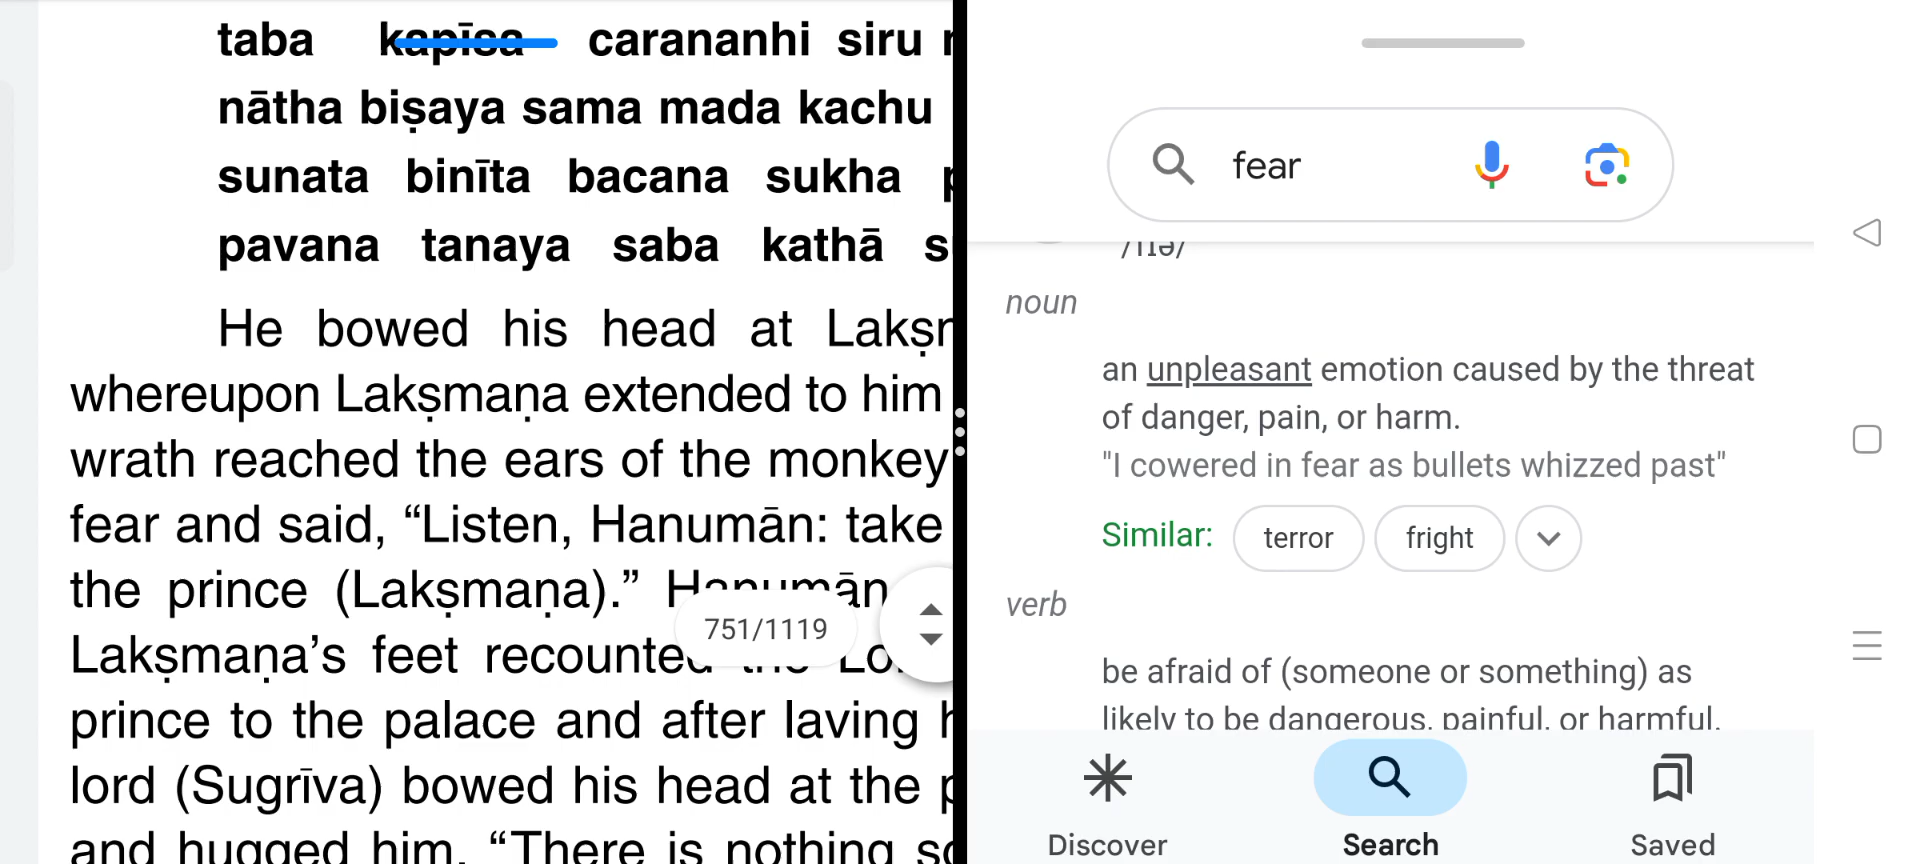 taba kapīsa carananhi siru
nātha biṣaya sama mada kachu
sunata binīta bacana sukha
pavana tanaya saba kathā
He bowed his head at
whereupon Lakṣmaṇa extended to him
wrath reached the ears of the monkey
fear and said, “Listen, Hanumān: take
the prince (Lakṣmaṇa).” Hanumān
Lakṣmaṇa’s feet recounted the
prince to the palace and after laving
lord (Sugrīva) bowed his head at the
and hugged him. “There is nothing
751/1119
fear
noun
an unpleasant emotion caused by the threat
of danger, pain, or harm.
"I cowered in fear as bullets whizzed past"
Similar: terror fright
verb
be afraid of (someone or something) as
likely to be dangerous, painful, or harmful.
Discover Search Saved